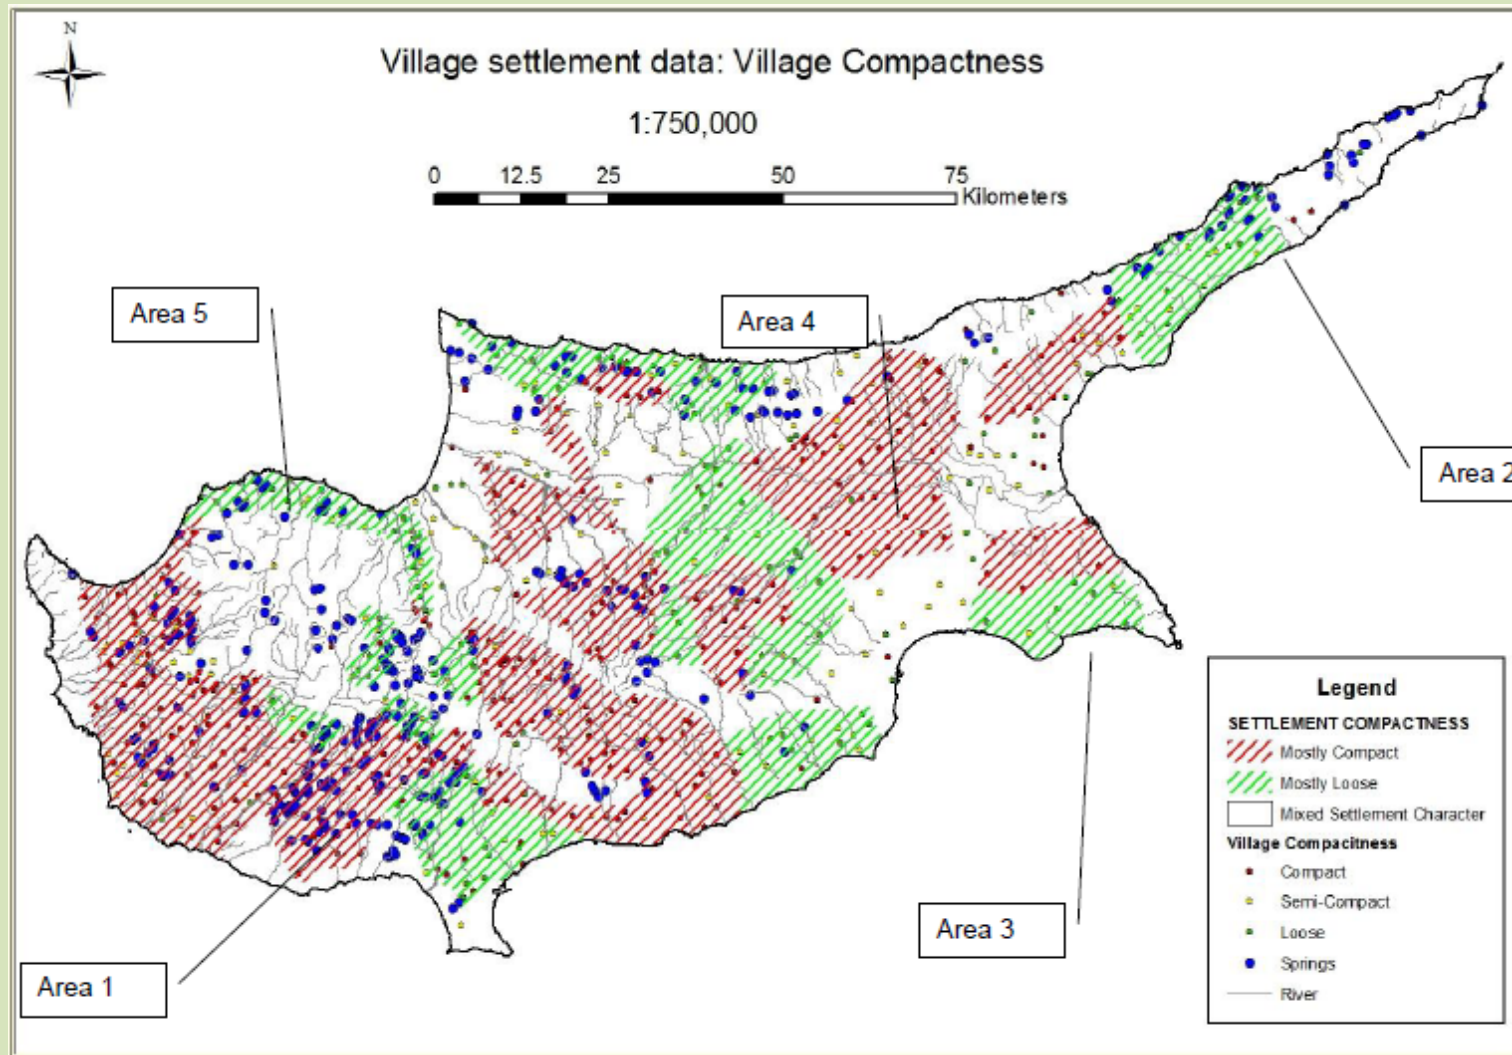 N
Village settlement data: Village Compactness
1:750,000
0 12.5 25 50 75
Kilometers
Area 5
Area 4
Area 2
Area 3
Area 1
Legend
SETTLEMENT COMPACTNESS
Mostly Compact
Mostly Loose
Mixed Settlement Character
Village Compacitness
Compact
Semi-Compact
Loose
Springs
River